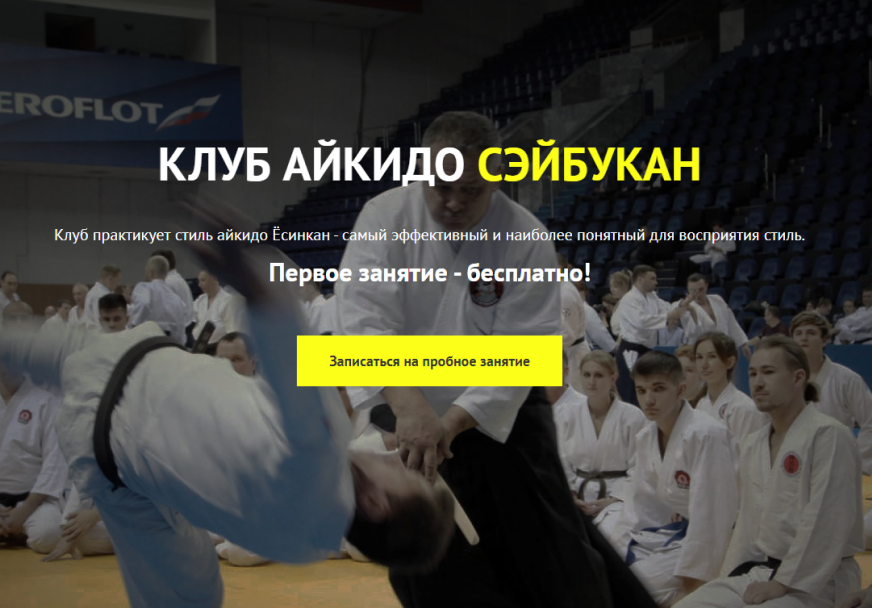 EROFLOT
КЛУБ АЙКИДО СЭЙБУКАН
Клуб практикует стиль айкидо Ёсинкан - самый эффективный и наиболее понятный для восприятия стиль.
Первое занятие - бесплатно!
Записаться на пробное занятие